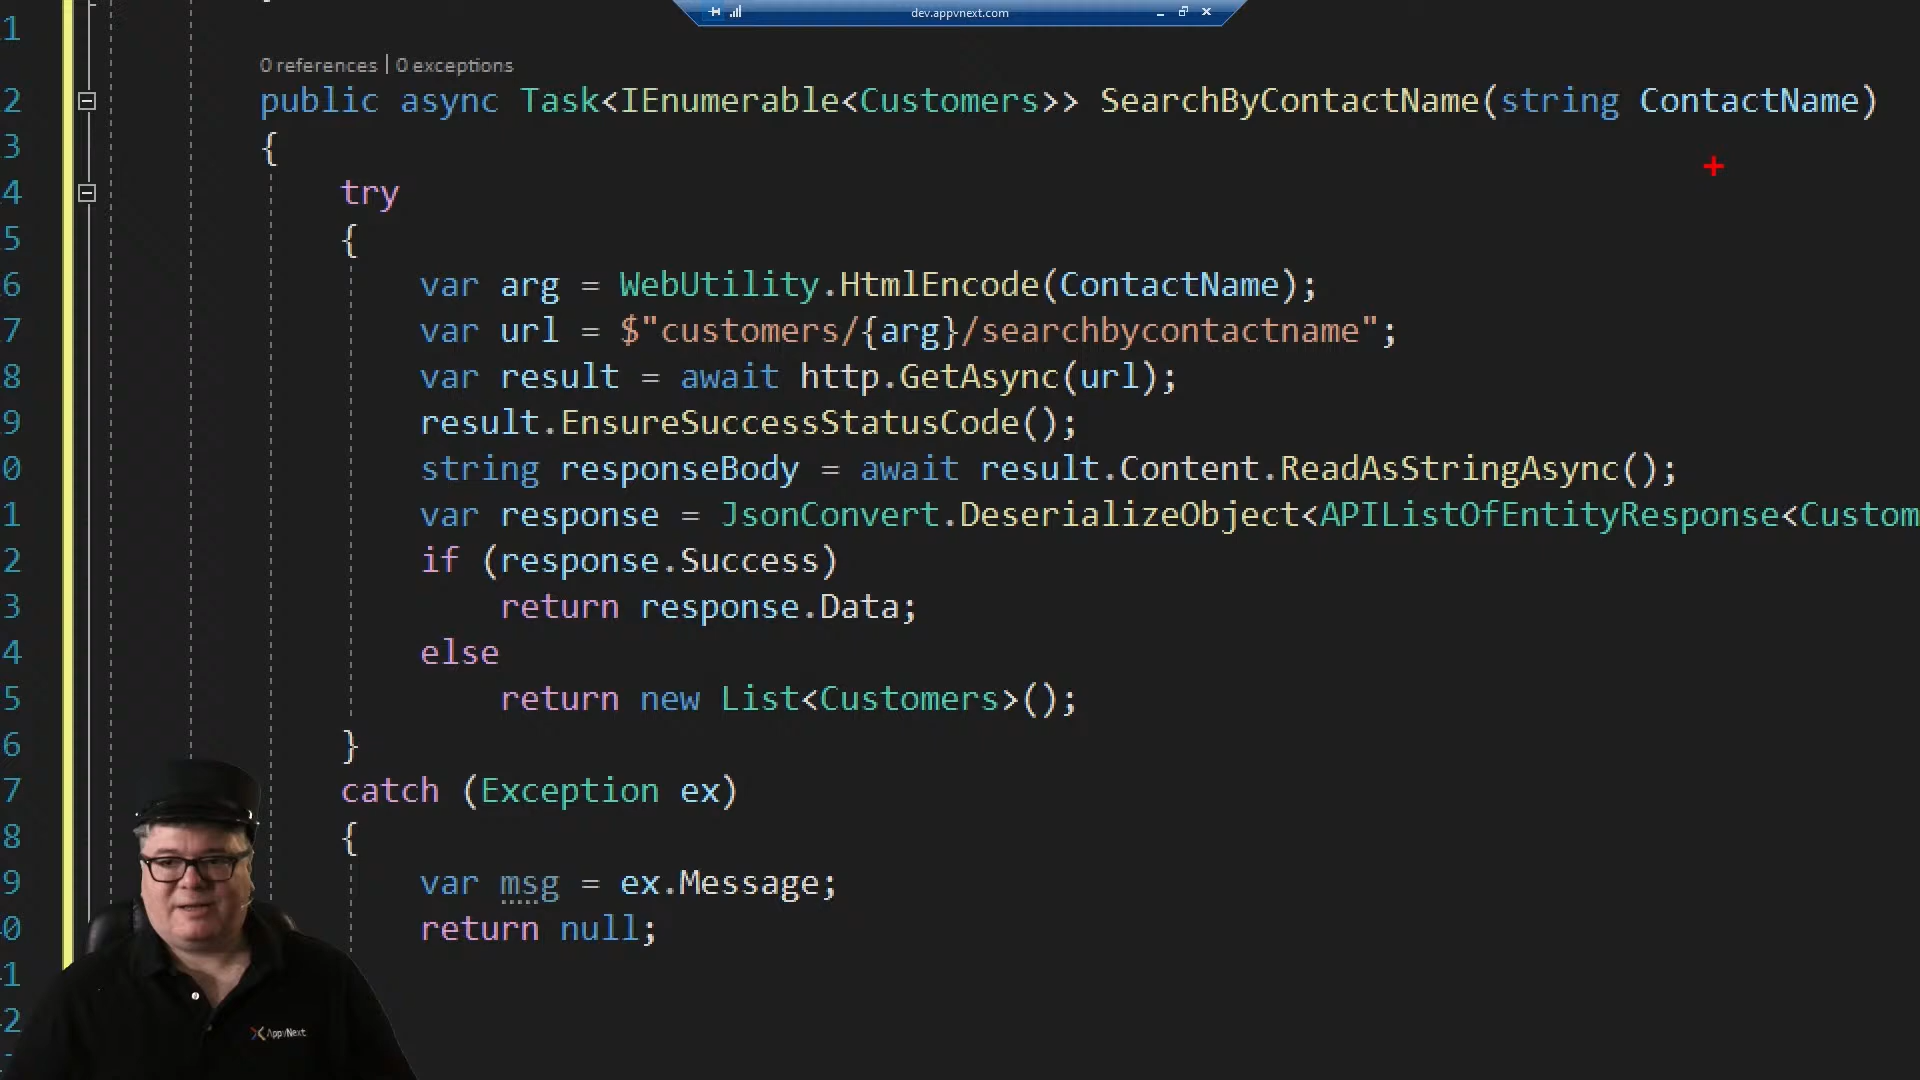 dev.appvnext.com
1
0 references | 0 exceptions
2 public async Task<IEnumerable<Customers>> SearchByContactName(string ContactName)
3 {
4 try
5 {
6 var arg = WebUtility.HtmlEncode(ContactName);
7 var url = $"customers/{arg}/searchbycontactname";
8 var result = await http.GetAsync(url);
9 result.EnsureSuccessStatusCode();
0 string responseBody = await result.Content.ReadAsStringAsync();
1 var response = JsonConvert.DeserializeObject<APIListOfEntityResponse<Custom
2 if (response.Success)
3 return response.Data;
4 else
5 return new List<Customers>();
6 }
7 catch (Exception ex)
8 {
9 var msg = ex.Message;
0 return null;
1
2
AppvNext